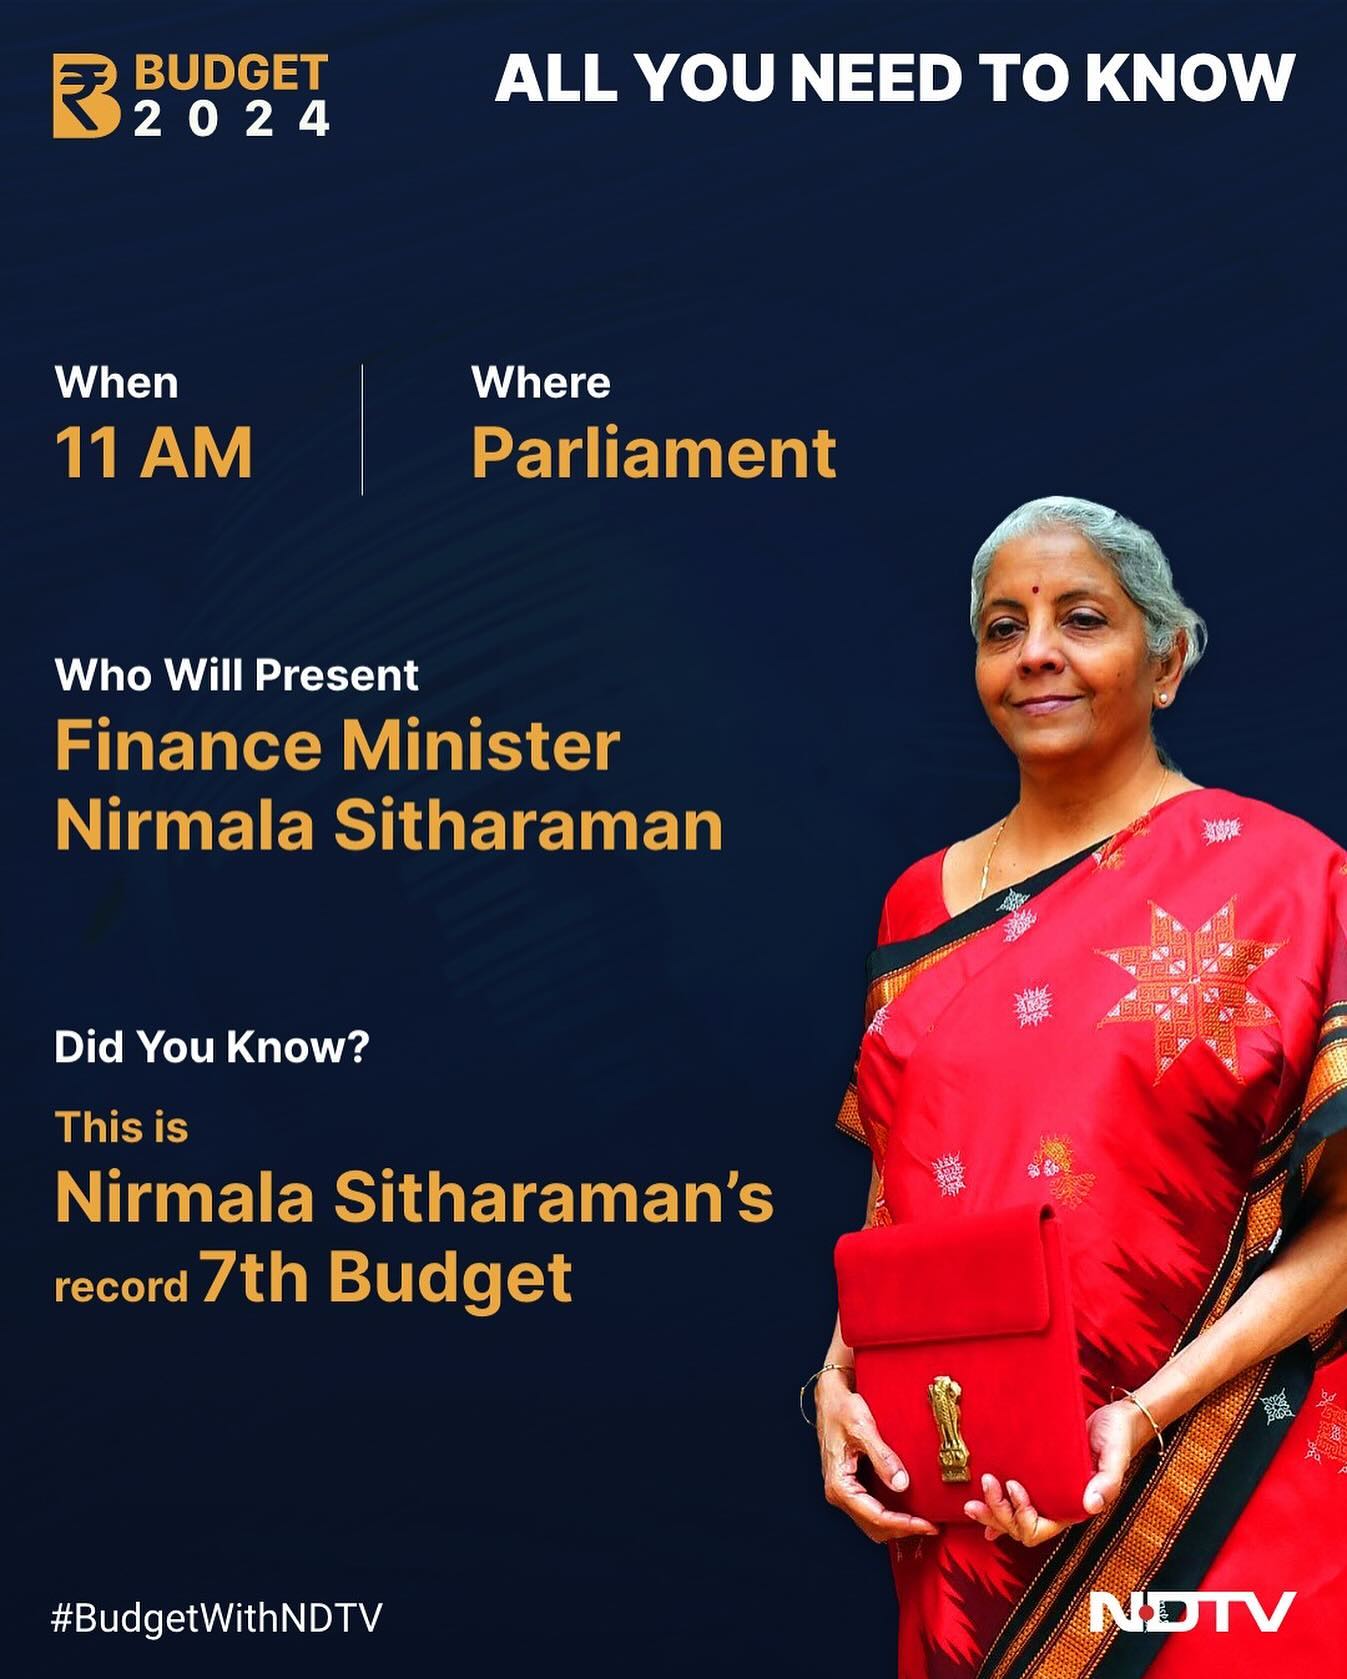 BUDGET
2024
ALL YOU NEED TO KNOW
When
11 AM
Where
Parliament
Who Will Present
Finance Minister
Nirmala Sitharaman
Did You Know?
This is
Nirmala Sitharaman’s
record 7th Budget
#BudgetWithNDTV
NDTV